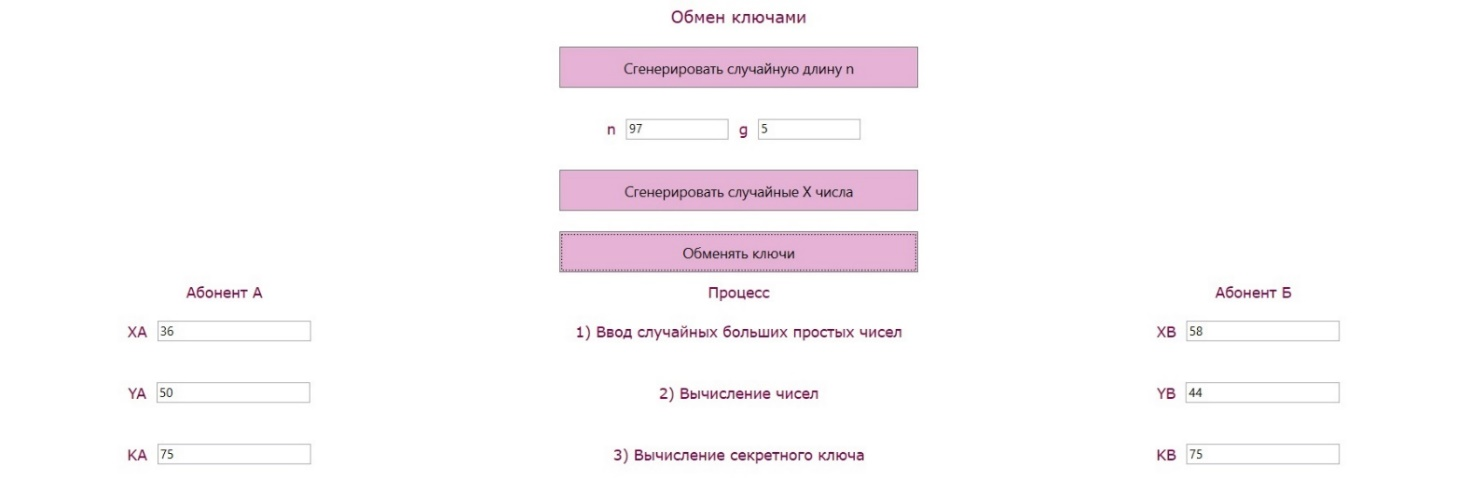 Обмен ключами
Сгенерировать случайную длину n
n 97 g 5
Сгенерировать случайные X числа
Обменять ключи
Абонент А Процесс Абонент Б
XA 36 1) Ввод случайных больших простых чисел XB 58
YA 50 2) Вычисление чисел YB 44
KA 75 3) Вычисление секретного ключа KB 75